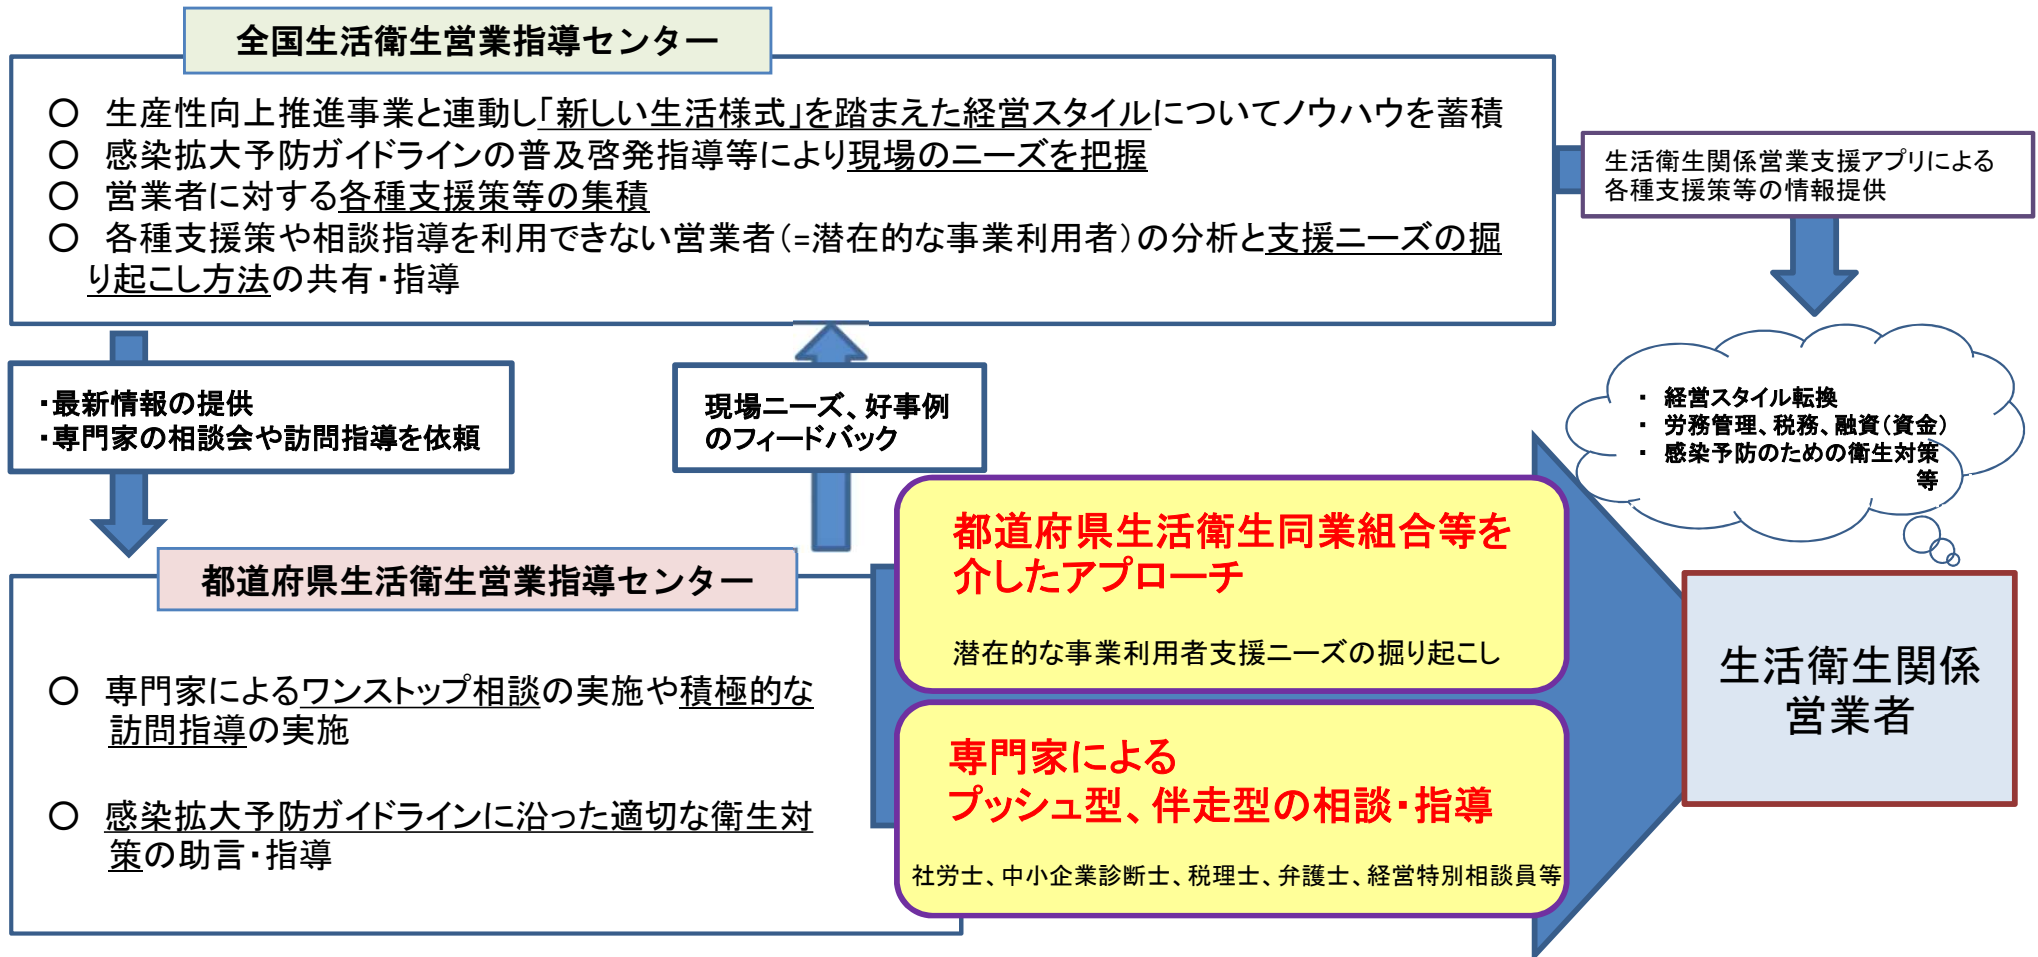 全国生活衛生営業指導センター
○ 生産性向上推進事業と連動し「新しい生活様式」を踏まえた経営スタイルについてノウハウを蓄積
○ 感染拡大予防ガイドラインの普及啓発指導等により現場のニーズを把握
○ 営業者に対する各種支援策等の集積
○ 各種支援策や相談指導を利用できない営業者(=潜在的な事業利用者)の分析と支援ニーズの掘
り起こし方法の共有・指導
生活衛生関係営業支援アプリによる
各種支援策等の情報提供
・最新情報の提供
・専門家の相談会や訪問指導を依頼
現場ニーズ、好事例
のフィードバック
・ 経営スタイル転換
・ 労務管理、税務、融資(資金)
・ 感染予防のための衛生対策
等
都道府県生活衛生営業指導センター
○ 専門家によるワンストップ相談の実施や積極的な
訪問指導の実施
○ 感染拡大予防ガイドラインに沿った適切な衛生対
策の助言・指導
都道府県生活衛生同業組合等を
介したアプローチ
潜在的な事業利用者支援ニーズの掘り起こし
専門家による
プッシュ型、伴走型の相談・指導
社労士、中小企業診断士、税理士、弁護士、経営特別相談員等
生活衛生関係
営業者